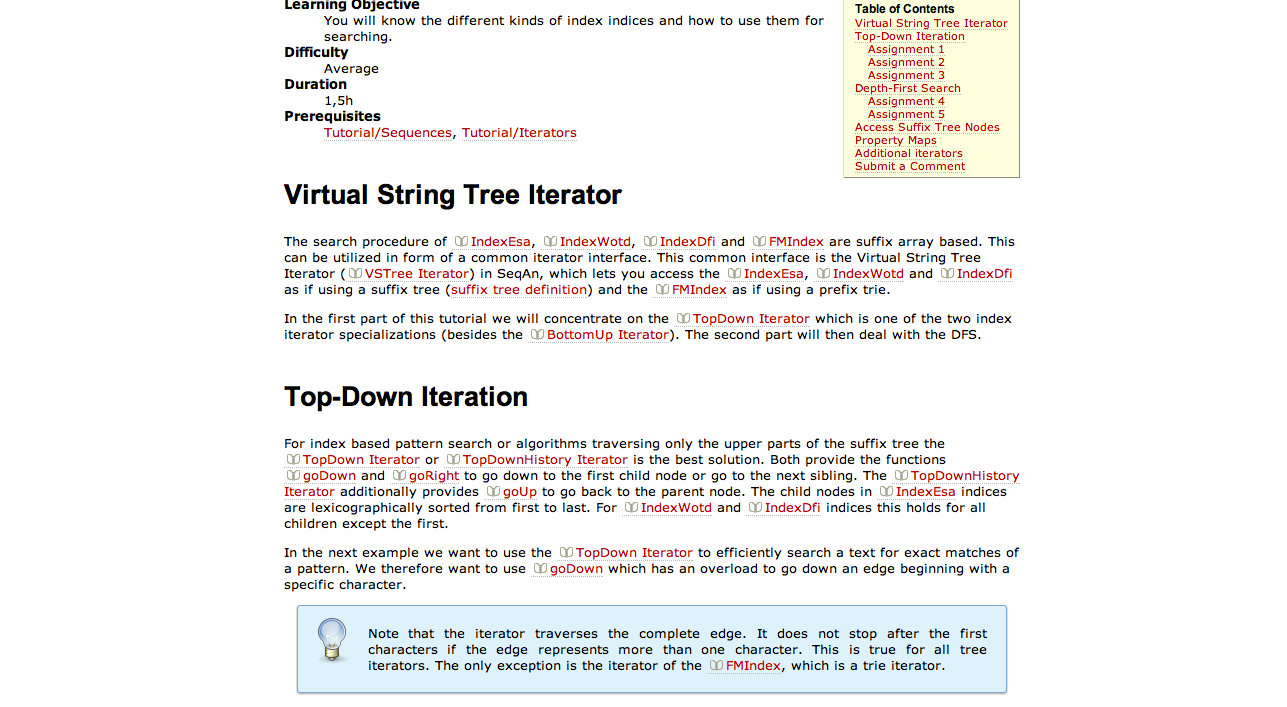 Learning Objective
You will know the different kinds of index indices and how to use them for
searching.
Difficulty
Average
Duration
1,5h
Prerequisites
Tutorial/Sequences, Tutorial/Iterators
Table of Contents
Virtual String Tree Iterator
Top-Down Iteration
Assignment 1
Assignment 2
Assignment 3
Depth-First Search
Assignment 4
Assignment 5
Access Suffix Tree Nodes
Property Maps
Additional iterators
Submit a Comment
Virtual String Tree Iterator
The search procedure of IndexEsa, IndexWotd, IndexDfi and FMIndex are suffix array based. This
can be utilized in form of a common iterator interface. This common interface is the Virtual String Tree
Iterator (VSTree Iterator) in SeqAn, which lets you access the IndexEsa, IndexWotd and IndexDfi
as if using a suffix tree (suffix tree definition) and the FMIndex as if using a prefix trie.
In the first part of this tutorial we will concentrate on the TopDown Iterator which is one of the two index
iterator specializations (besides the BottomUp Iterator). The second part will then deal with the DFS.
Top-Down Iteration
For index based pattern search or algorithms traversing only the upper parts of the suffix tree the
TopDown Iterator or TopDownHistory Iterator is the best solution. Both provide the functions
goDown and goRight to go down to the first child node or go to the next sibling. The TopDownHistory
Iterator additionally provides goUp to go back to the parent node. The child nodes in IndexEsa indices
are lexicographically sorted from first to last. For IndexWotd and IndexDfi indices this holds for all
children except the first.
In the next example we want to use the TopDown Iterator to efficiently search a text for exact matches of
a pattern. We therefore want to use goDown which has an overload to go down an edge beginning with a
specific character.
Note that the iterator traverses the complete edge. It does not stop after the first
characters if the edge represents more than one character. This is true for all tree
iterators. The only exception is the iterator of the FMIndex, which is a trie iterator.